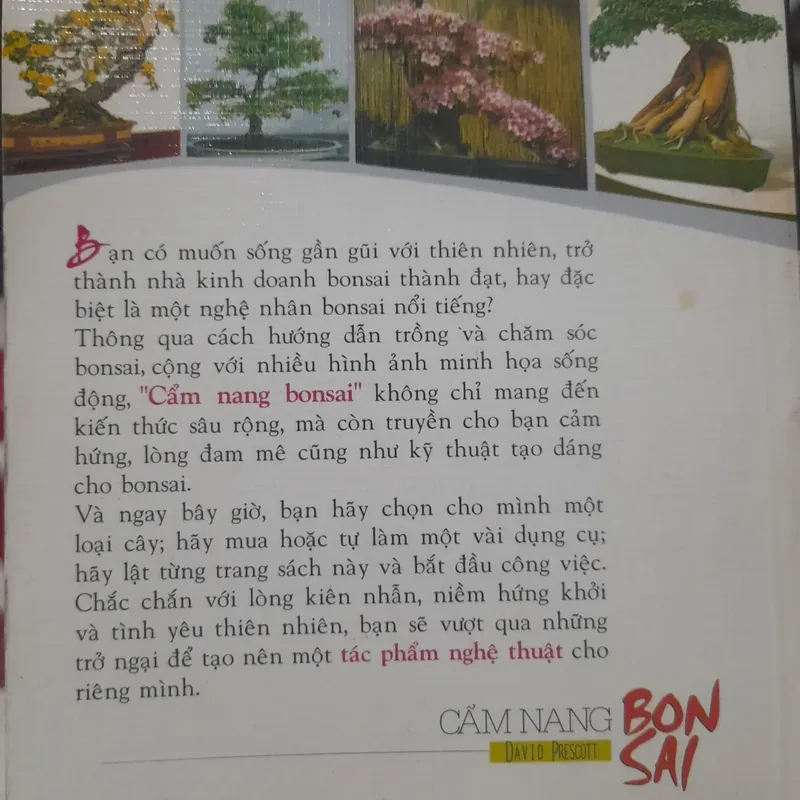 Bạn có muốn sống gần gũi với thiên nhiên, trở
thành nhà kinh doanh bonsai thành đạt, hay đặc
biệt là một nghệ nhân bonsai nổi tiếng?
Thông qua cách hướng dẫn trồng và chăm sóc
bonsai, cộng với nhiều hình ảnh minh họa sống
động, "Cẩm nang bonsai" không chỉ mang đến
kiến thức sâu rộng, mà còn truyền cho bạn cảm
hứng, lòng đam mê cũng như kỹ thuật tạo dáng
cho bonsai.
Và ngay bây giờ, bạn hãy chọn cho mình một
loại cây; hãy mua hoặc tự làm một vài dụng cụ;
hãy lật từng trang sách này và bắt đầu công việc.
Chắc chắn với lòng kiên nhẫn, niềm hứng khởi
và tình yêu thiên nhiên, bạn sẽ vượt qua những
trở ngại để tạo nên một tác phẩm nghệ thuật cho
riêng mình.
CẨM NANG BON
SAI
DAVID PRESCOTT